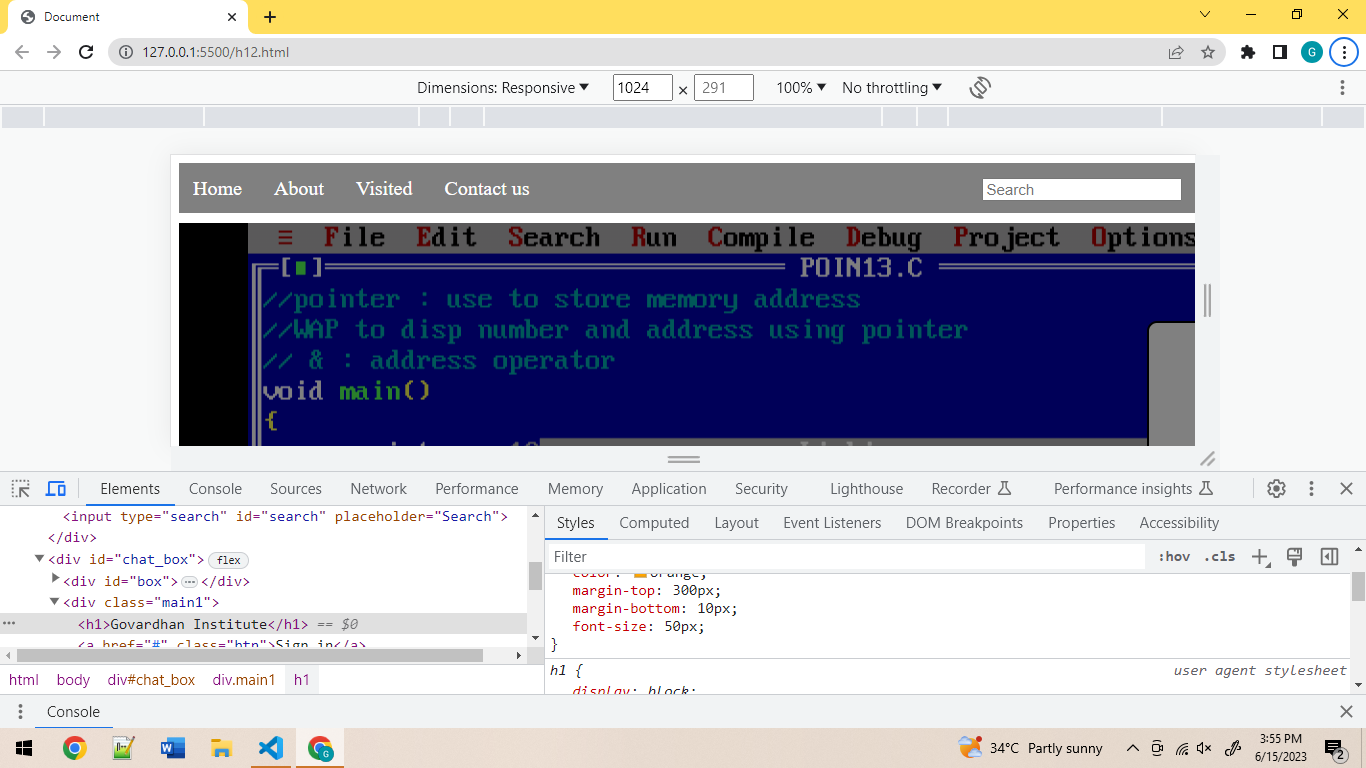 Document
127.0.0.1:5500/h12.html
G
Dimensions: Responsive 1024 × 291 100% No throttling
Home About Visited Contact us Search
≡ File Edit Search Run Compile Debug Project Options
[■] POIN13.C
//pointer : use to store memory address
//WAP to disp number and address using pointer
// & : address operator
void main()
{
Elements Console Sources Network Performance Memory Application Security Lighthouse Recorder Performance insights
<input type="search" id="search" placeholder="Search">
</div>
<div id="chat_box"> flex
<div id="box"> ⋯ </div>
<div class="main1">
<h1>Govardhan Institute</h1> == $0
<a href="#" class="btn">Sign in</a>
html body div#chat_box div.main1 h1
Styles Computed Layout Event Listeners DOM Breakpoints Properties Accessibility
Filter :hov .cls
color: orange;
margin-top: 300px;
margin-bottom: 10px;
font-size: 50px;
}
h1 { user agent stylesheet
display: block;
Console
34°C Partly sunny
3:55 PM
6/15/2023
2